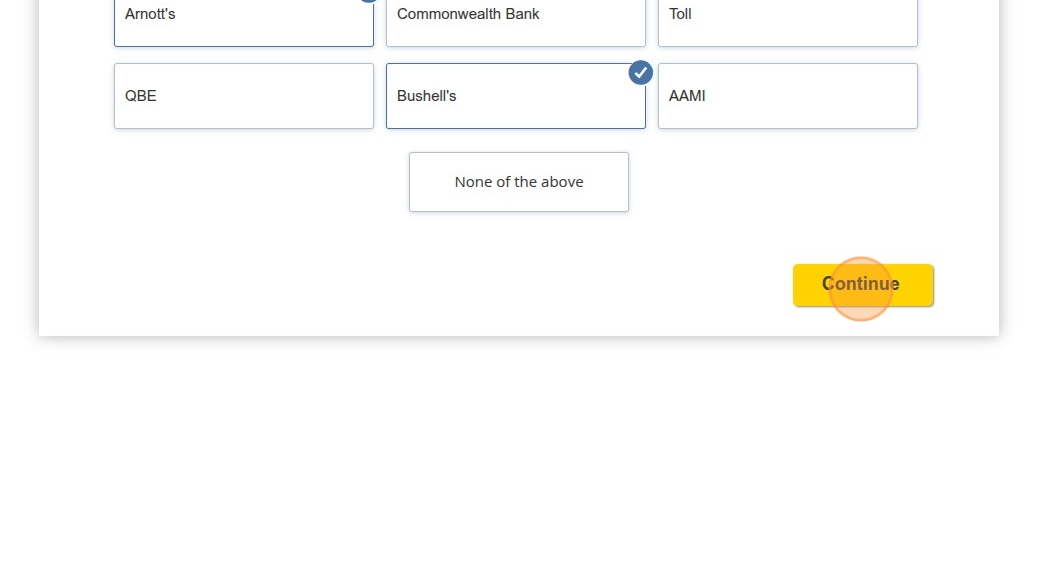 Arnott's Commonwealth Bank Toll
QBE Bushell's AAMI
None of the above
Continue